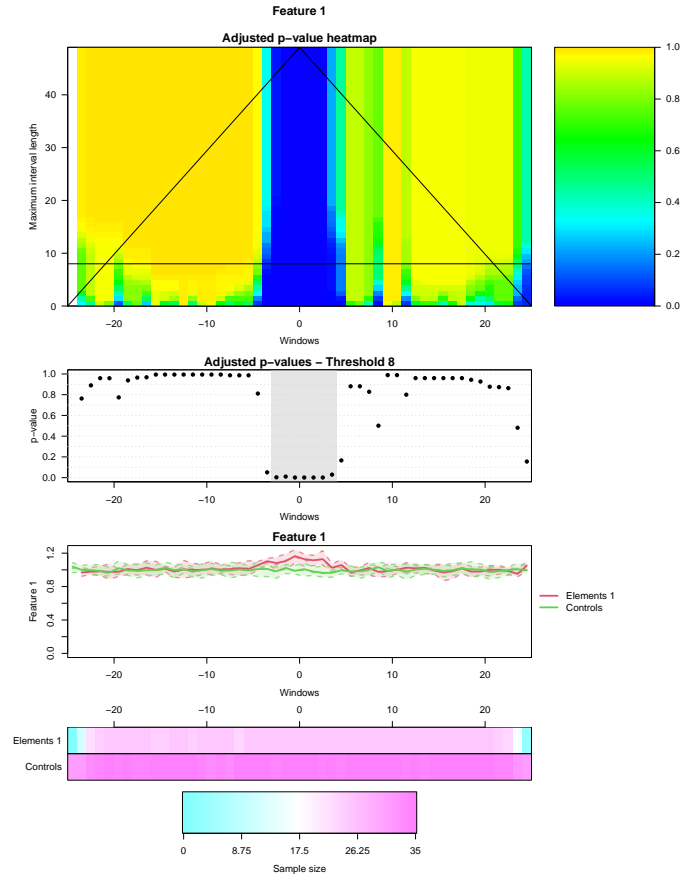 Feature 1
Adjusted p−value heatmap
Maximum interval length
0 10 20 30 40
−20 −10 0 10 20
Windows
0.0 0.2 0.4 0.6 0.8 1.0
Adjusted p−values − Threshold 8
p−value
0.0 0.2 0.4 0.6 0.8 1.0
−20 −10 0 10 20
Windows
Feature 1
Feature 1
0.0 0.4 0.8 1.2
−20 −10 0 10 20
Windows
Elements 1
Controls
−20 −10 0 10 20
Elements 1
Controls
0 8.75 17.5 26.25 35
Sample size